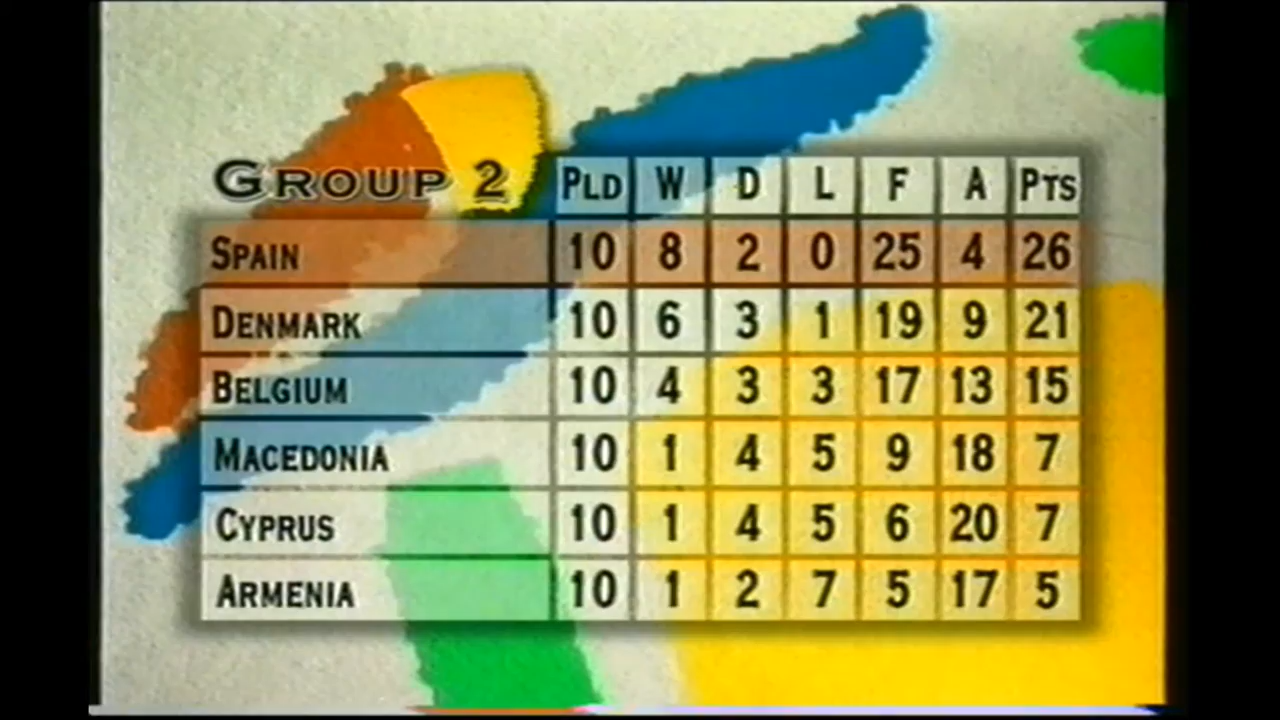 GROUP 2 PLD W D L F A PTS
SPAIN 10 8 2 0 25 4 26
DENMARK 10 6 3 1 19 9 21
BELGIUM 10 4 3 3 17 13 15
MACEDONIA 10 1 4 5 9 18 7
CYPRUS 10 1 4 5 6 20 7
ARMENIA 10 1 2 7 5 17 5